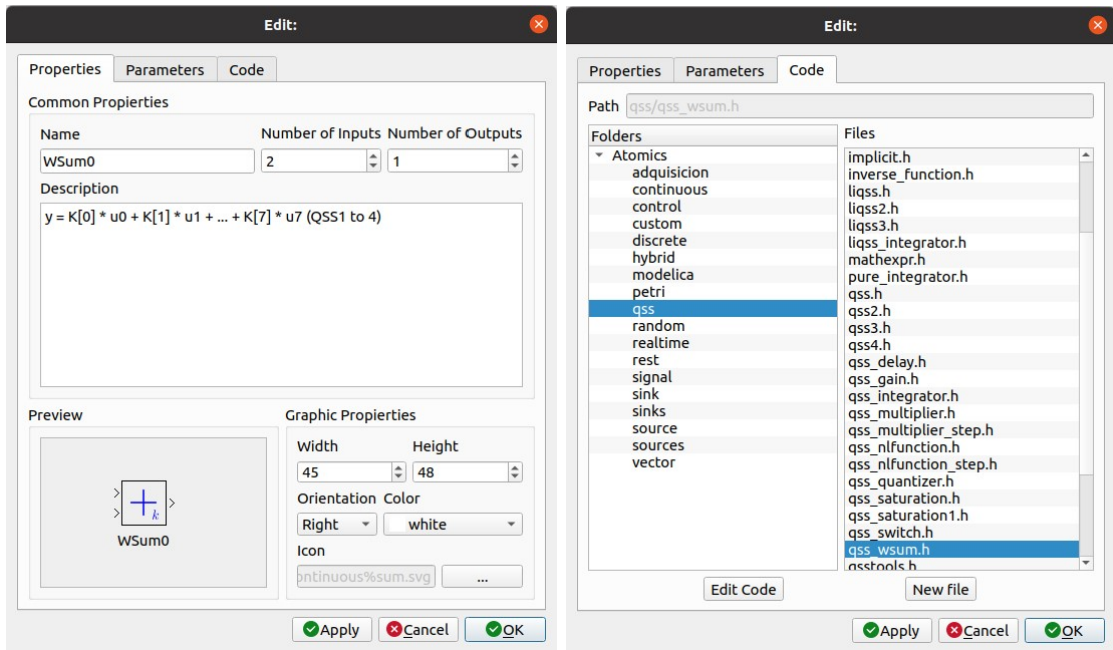 Edit:
Properties Parameters Code
Common Propierties
Name Number of Inputs Number of Outputs
WSum0 2 1
Description
y = K[0] * u0 + K[1] * u1 + ... + K[7] * u7 (QSS1 to 4)
Preview
k
WSum0
Graphic Propierties
Width Height
45 48
Orientation Color
Right white
Icon
ontinuous%sum.svg ...
Apply Cancel OK
Edit:
Properties Parameters Code
Path qss/qss_wsum.h
Folders
Atomics
adquisicion
continuous
control
custom
discrete
hybrid
modelica
petri
qss
random
realtime
rest
signal
sink
sinks
source
sources
vector
Files
implicit.h
inverse_function.h
liqss.h
liqss2.h
liqss3.h
liqss_integrator.h
mathexpr.h
pure_integrator.h
qss.h
qss2.h
qss3.h
qss4.h
qss_delay.h
qss_gain.h
qss_integrator.h
qss_multiplier.h
qss_multiplier_step.h
qss_nlfunction.h
qss_nlfunction_step.h
qss_quantizer.h
qss_saturation.h
qss_saturation1.h
qss_switch.h
qss_wsum.h
qsstools.h
Edit Code New file
Apply Cancel OK